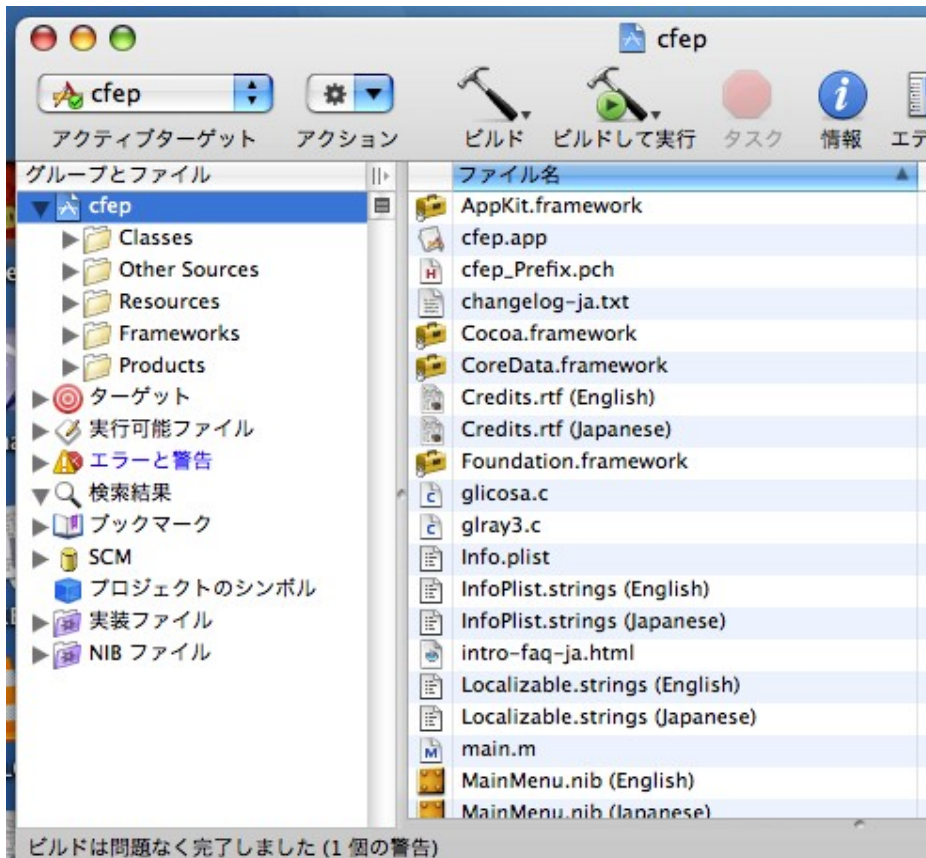 cfep
cfep
アクティブターゲット
アクション
ビルド
ビルドして実行
タスク
情報
エデ
グループとファイル
cfep
Classes
Other Sources
Resources
Frameworks
Products
ターゲット
実行可能ファイル
エラーと警告
検索結果
ブックマーク
SCM
プロジェクトのシンボル
実装ファイル
NIB ファイル
ファイル名
AppKit.framework
cfep.app
cfep_Prefix.pch
changelog-ja.txt
Cocoa.framework
CoreData.framework
Credits.rtf (English)
Credits.rtf (Japanese)
Foundation.framework
glicosa.c
glray3.c
Info.plist
InfoPlist.strings (English)
InfoPlist.strings (Japanese)
intro-faq-ja.html
Localizable.strings (English)
Localizable.strings (Japanese)
main.m
MainMenu.nib (English)
MainMenu.nib (Japanese)
ビルドは問題なく完了しました (1 個の警告)